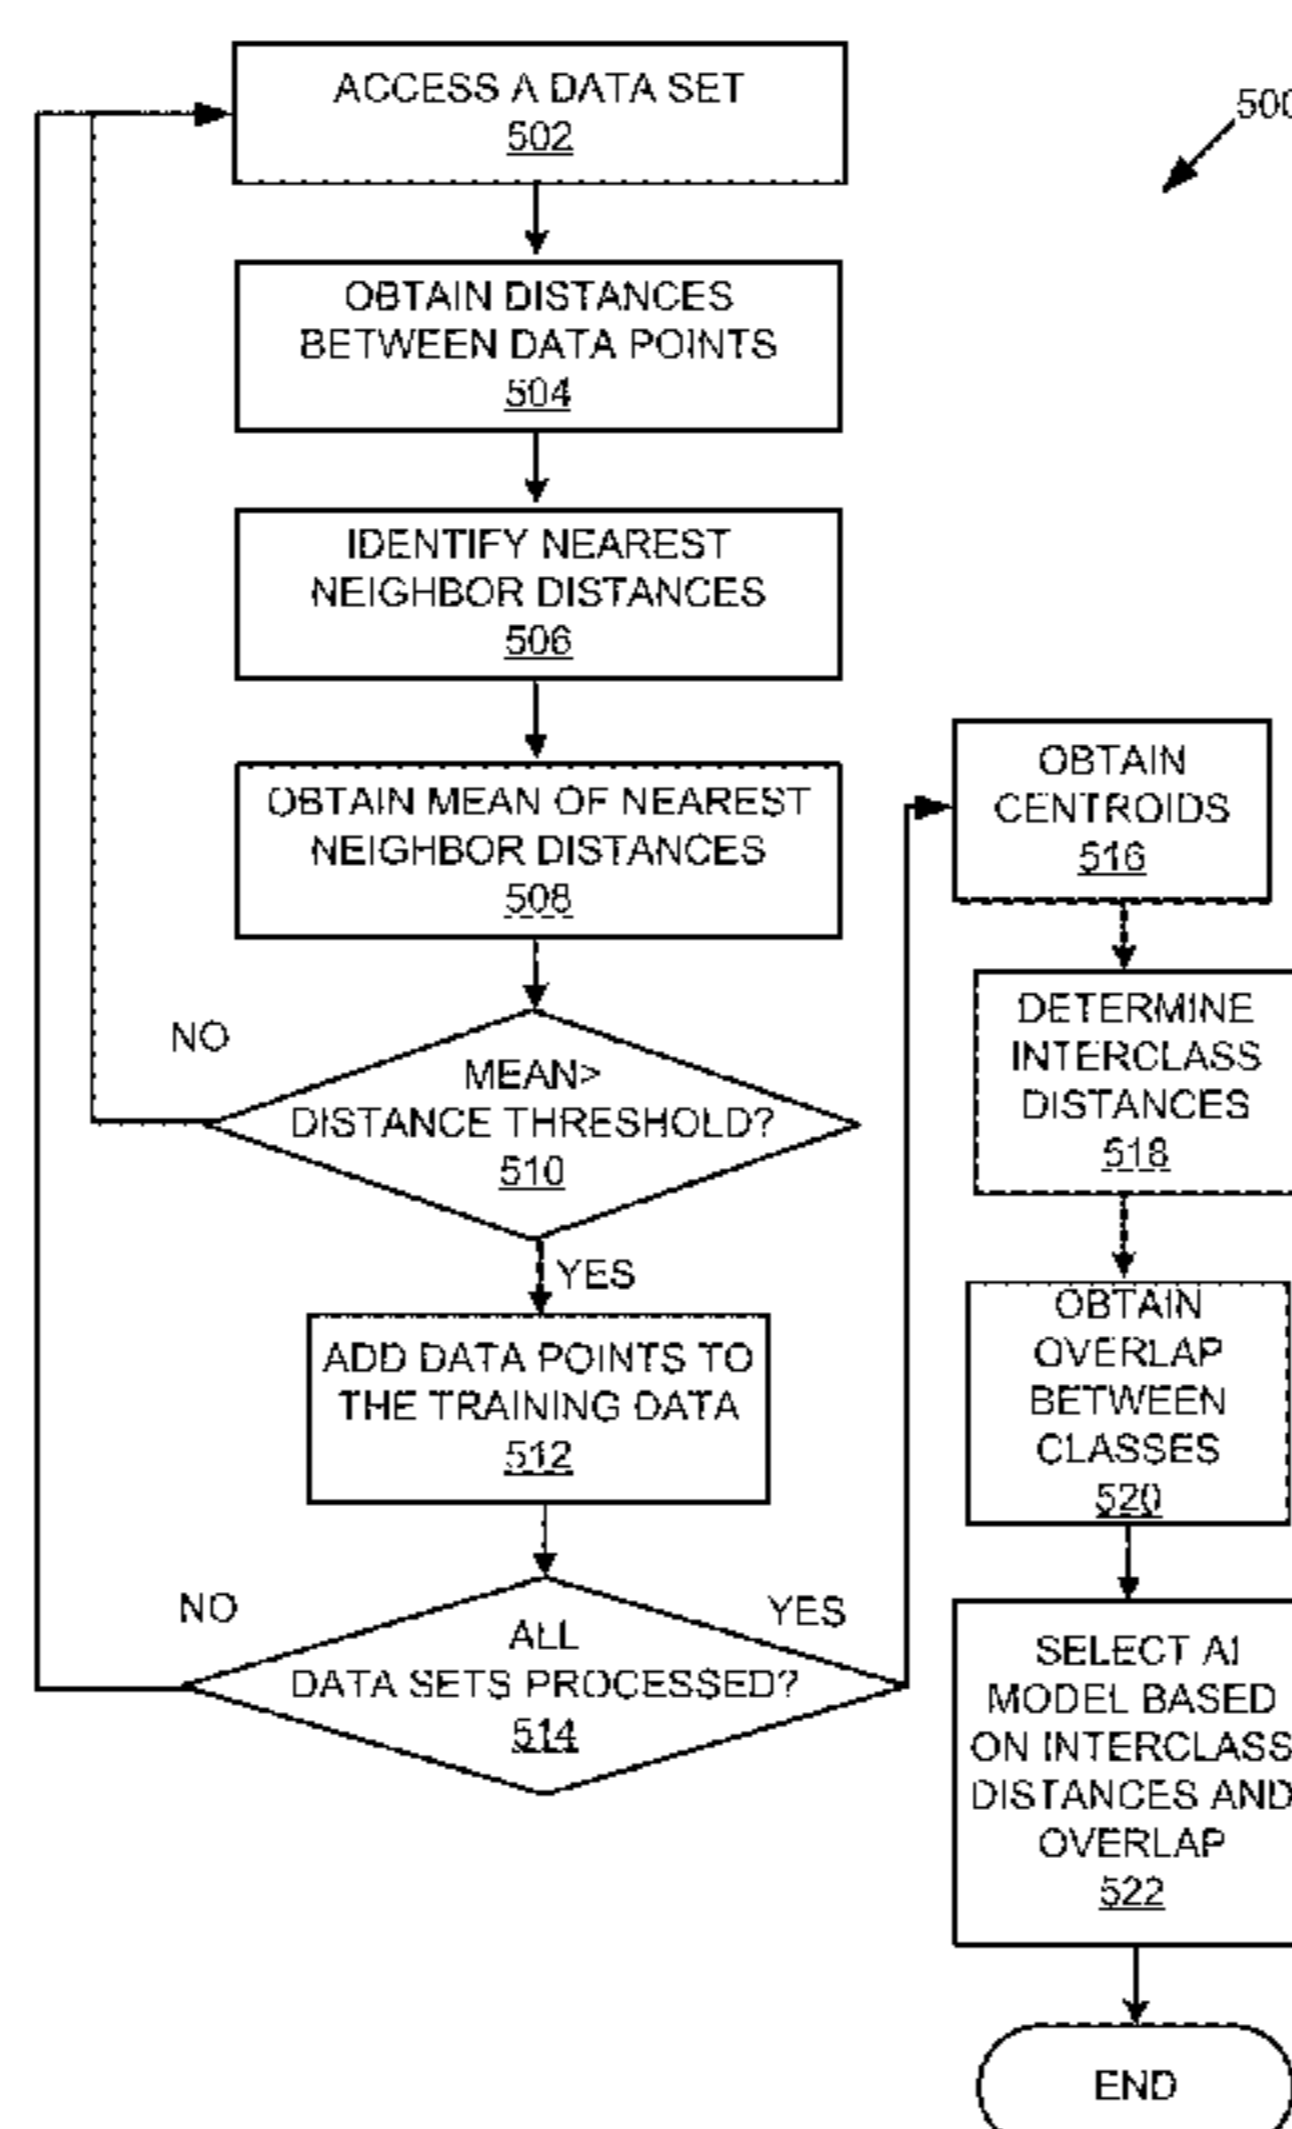 ACCESS A DATA SET
502
500
OBTAIN DISTANCES
BETWEEN DATA POINTS
504
IDENTIFY NEAREST
NEIGHBOR DISTANCES
506
OBTAIN MEAN OF NEAREST
NEIGHBOR DISTANCES
508
NO
MEAN>
DISTANCE THRESHOLD?
510
YES
ADD DATA POINTS TO
THE TRAINING DATA
512
NO
YES
ALL
DATA SETS PROCESSED?
514
OBTAIN
CENTROIDS
516
DETERMINE
INTERCLASS
DISTANCES
518
OBTAIN
OVERLAP
BETWEEN
CLASSES
520
SELECT AI
MODEL BASED
ON INTERCLASS
DISTANCES AND
OVERLAP
522
END